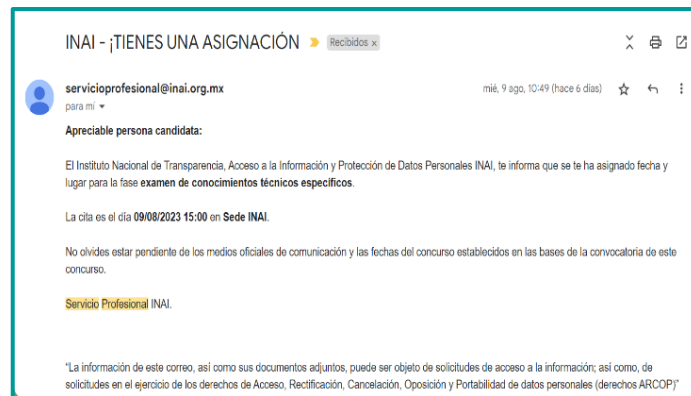 INAI - ¡TIENES UNA ASIGNACIÓN
Recibidos x
servicioprofesional@inai.org.mx
mié, 9 ago, 10:49 (hace 6 días)
para mí
Apreciable persona candidata:
El Instituto Nacional de Transparencia, Acceso a la Información y Protección de Datos Personales INAI, te informa que se te ha asignado fecha y
lugar para la fase examen de conocimientos técnicos específicos.
La cita es el día 09/08/2023 15:00 en Sede INAI.
No olvides estar pendiente de los medios oficiales de comunicación y las fechas del concurso establecidos en las bases de la convocatoria de este
concurso.
Servicio Profesional INAI.
"La información de este correo, así como sus documentos adjuntos, puede ser objeto de solicitudes de acceso a la información; así como, de
solicitudes en el ejercicio de los derechos de Acceso, Rectificación, Cancelación, Oposición y Portabilidad de datos personales (derechos ARCOP)"